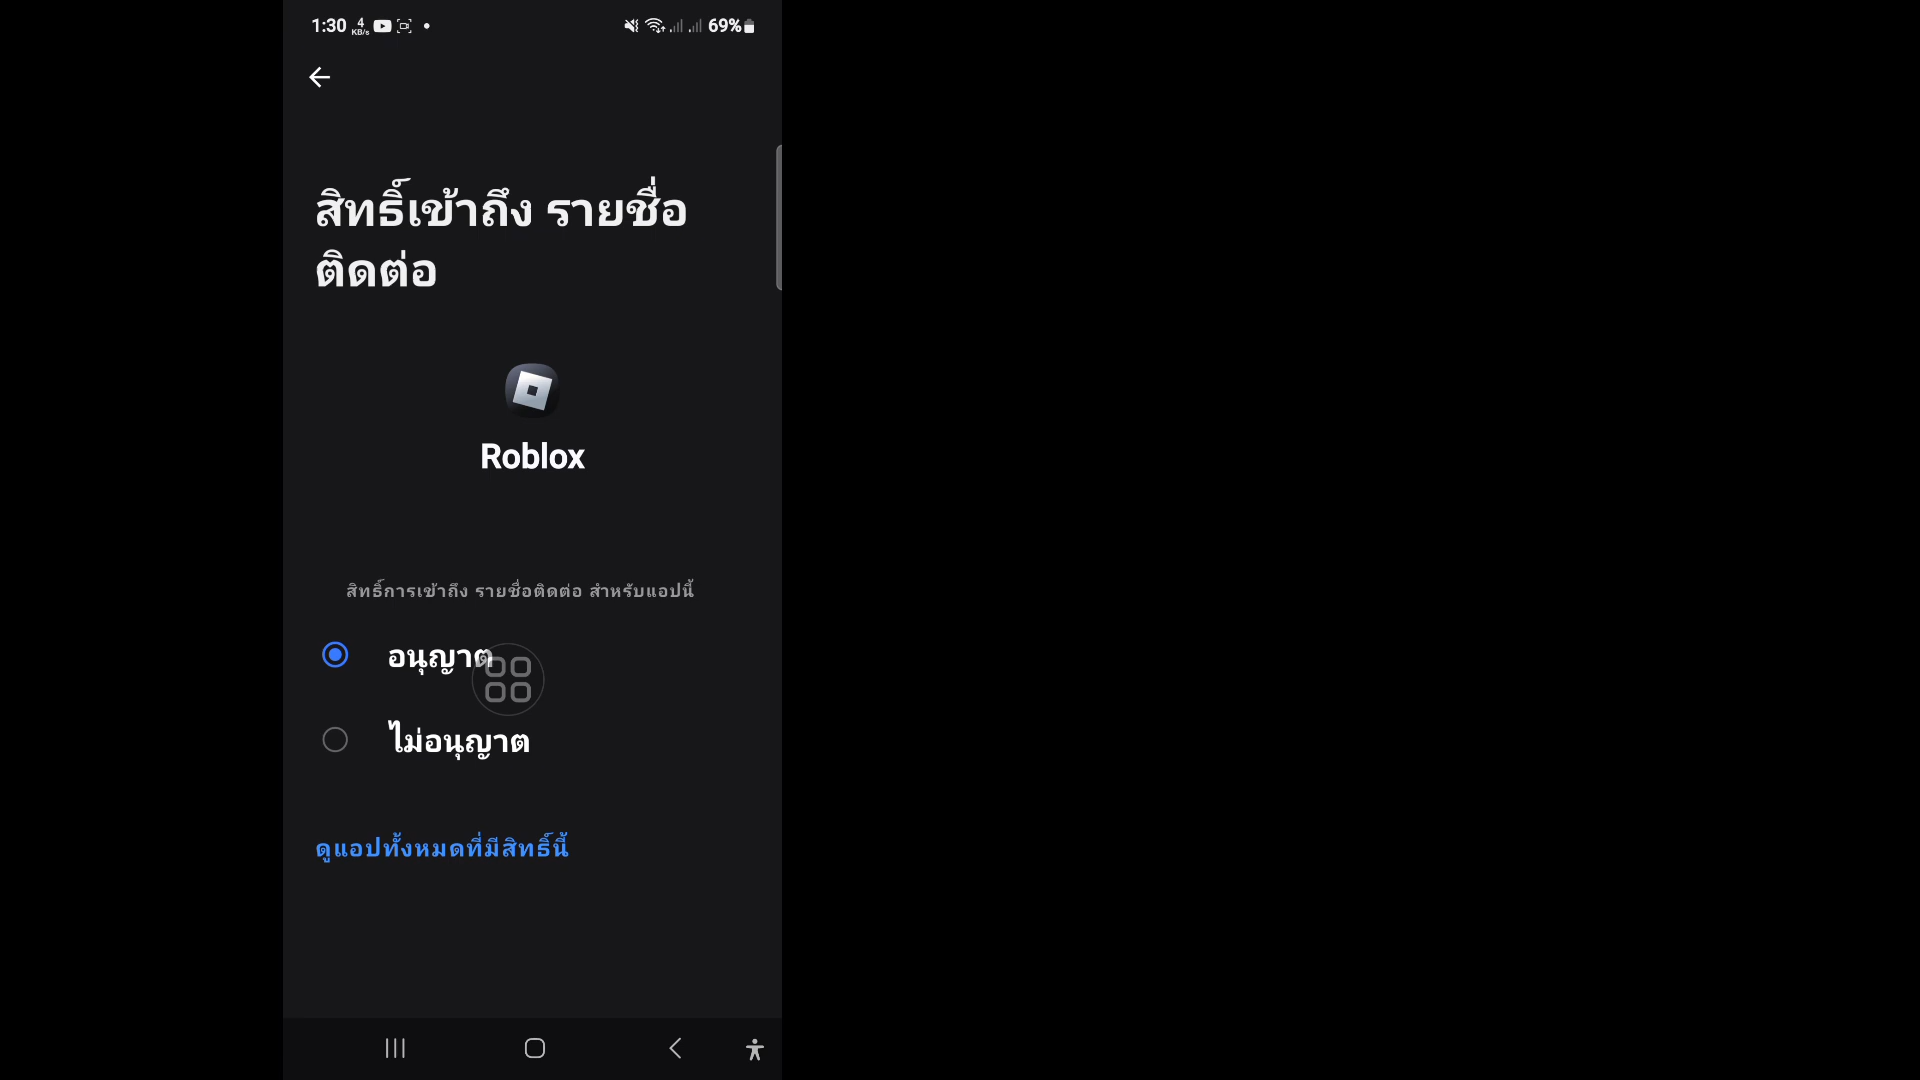 1:30 4 KB/s 69%
สิทธิ์เข้าถึง รายชื่อ
ติดต่อ
Roblox
สิทธิ์การเข้าถึง รายชื่อติดต่อ สำหรับแอปนี้
อนุญาต
ไม่อนุญาต
ดูแอปทั้งหมดที่มีสิทธิ์นี้